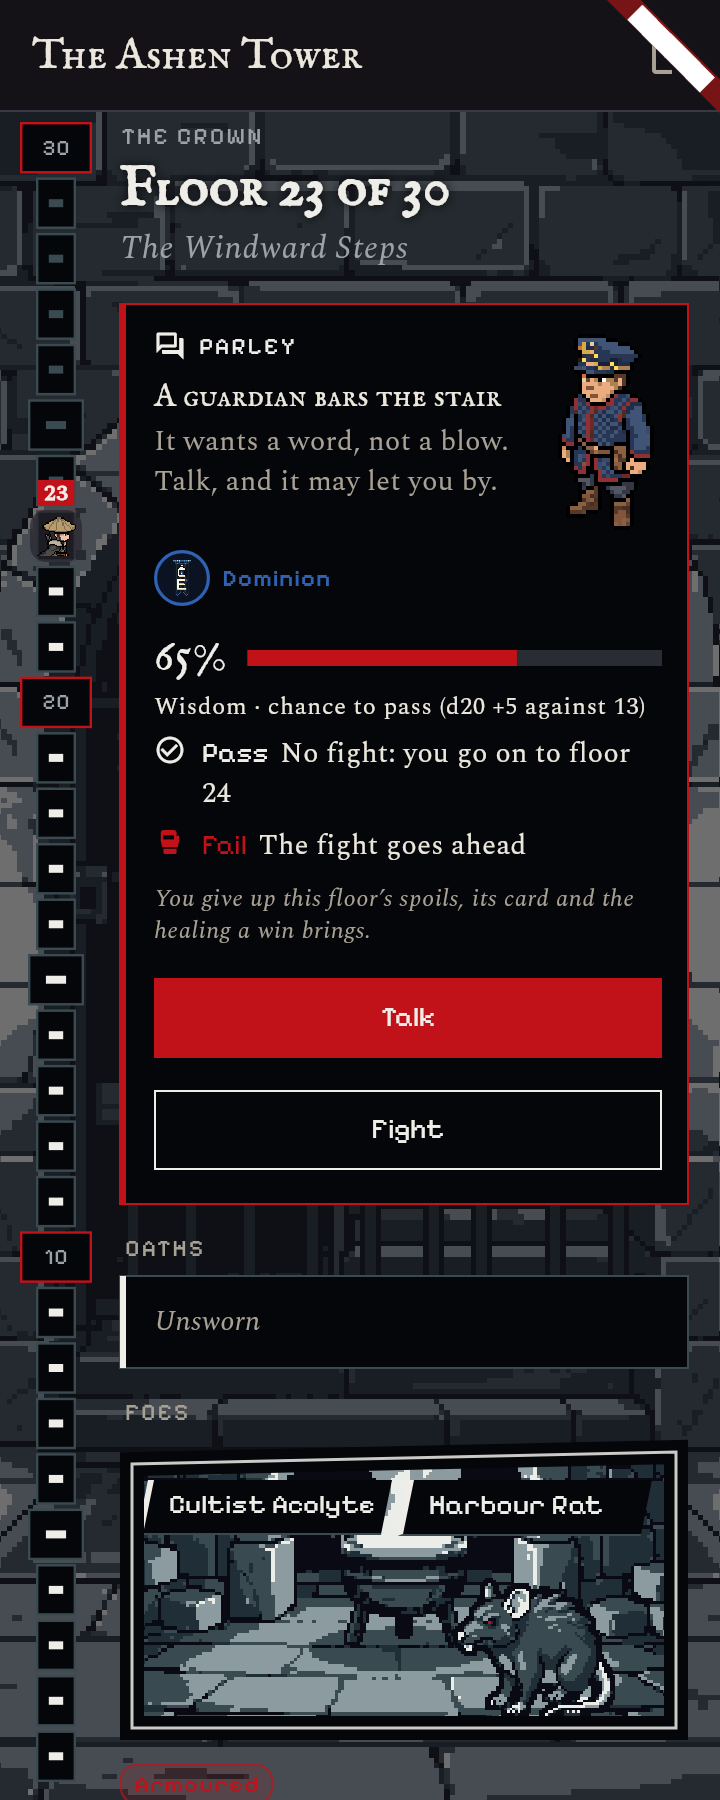 The Ashen Tower
30
THE CROWN
Floor 23 of 30
The Windward Steps
PARLEY
A guardian bars the stair
It wants a word, not a blow.
Talk, and it may let you by.
23
Dominion
65%
Wisdom · chance to pass (d20 +5 against 13)
20
Pass No fight: you go on to floor
24
Fail The fight goes ahead
You give up this floor’s spoils, its card and the
healing a win brings.
Talk
Fight
10
OATHS
Unsworn
FOES
Cultist Acolyte
Harbour Rat
Armoured